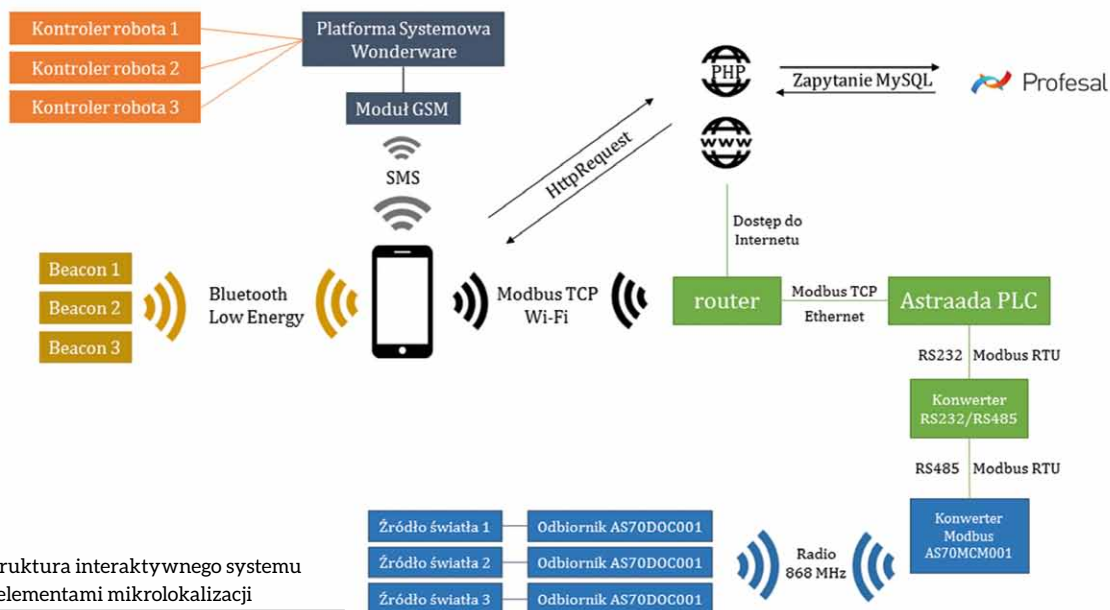 Kontroler robota 1
Kontroler robota 2
Kontroler robota 3
Platforma Systemowa
Wonderware
Moduł GSM
SMS
PHP
www
Zapytanie MySQL
Profesal
HttpRequest
Dostęp do
Internetu
Beacon 1
Beacon 2
Beacon 3
Bluetooth
Low Energy
Modbus TCP
Wi-Fi
router
Modbus TCP
Ethernet
Astraada PLC
RS232 Modbus RTU
Konwerter
RS232/RS485
RS485 Modbus RTU
Konwerter
Modbus
AS70MCM001
Radio
868 MHz
Źródło światła 1
Odbiornik AS70DOC001
Źródło światła 2
Odbiornik AS70DOC001
Źródło światła 3
Odbiornik AS70DOC001
ruktura interaktywnego systemu
elementami mikrolokalizacji